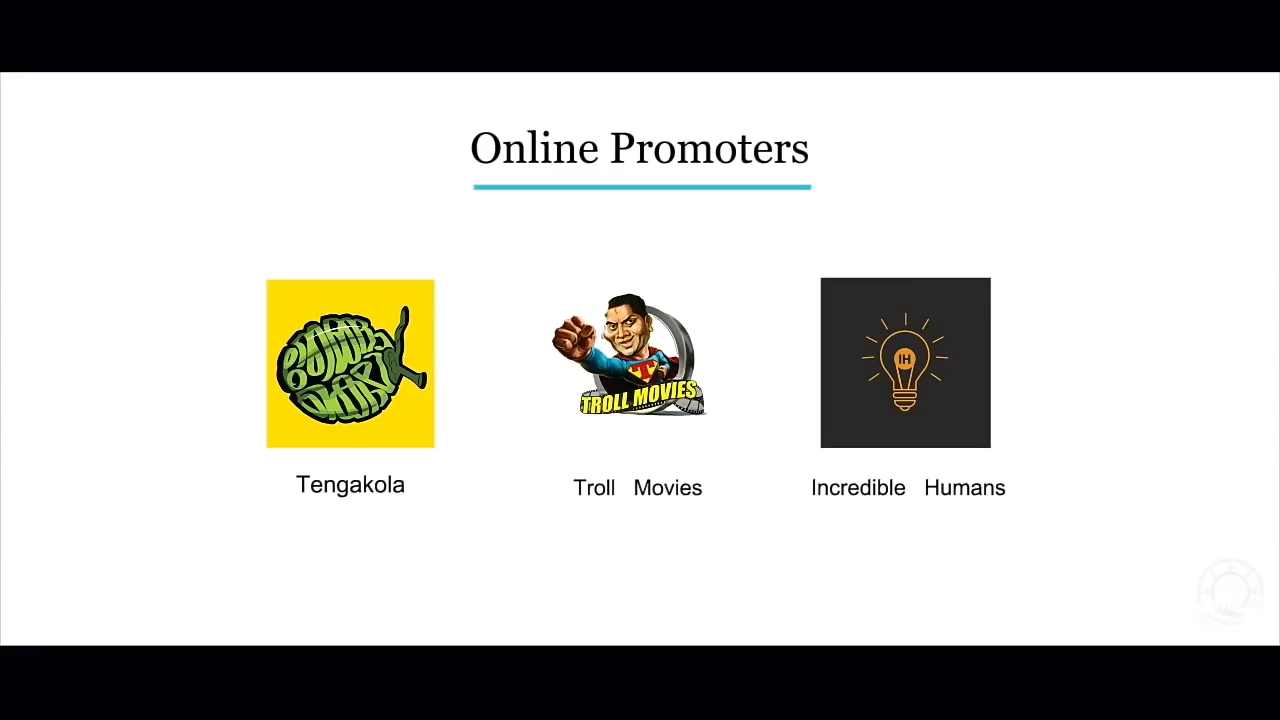 Online Promoters
TROLL MOVIES
IH
Tengakola
Troll Movies
Incredible Humans